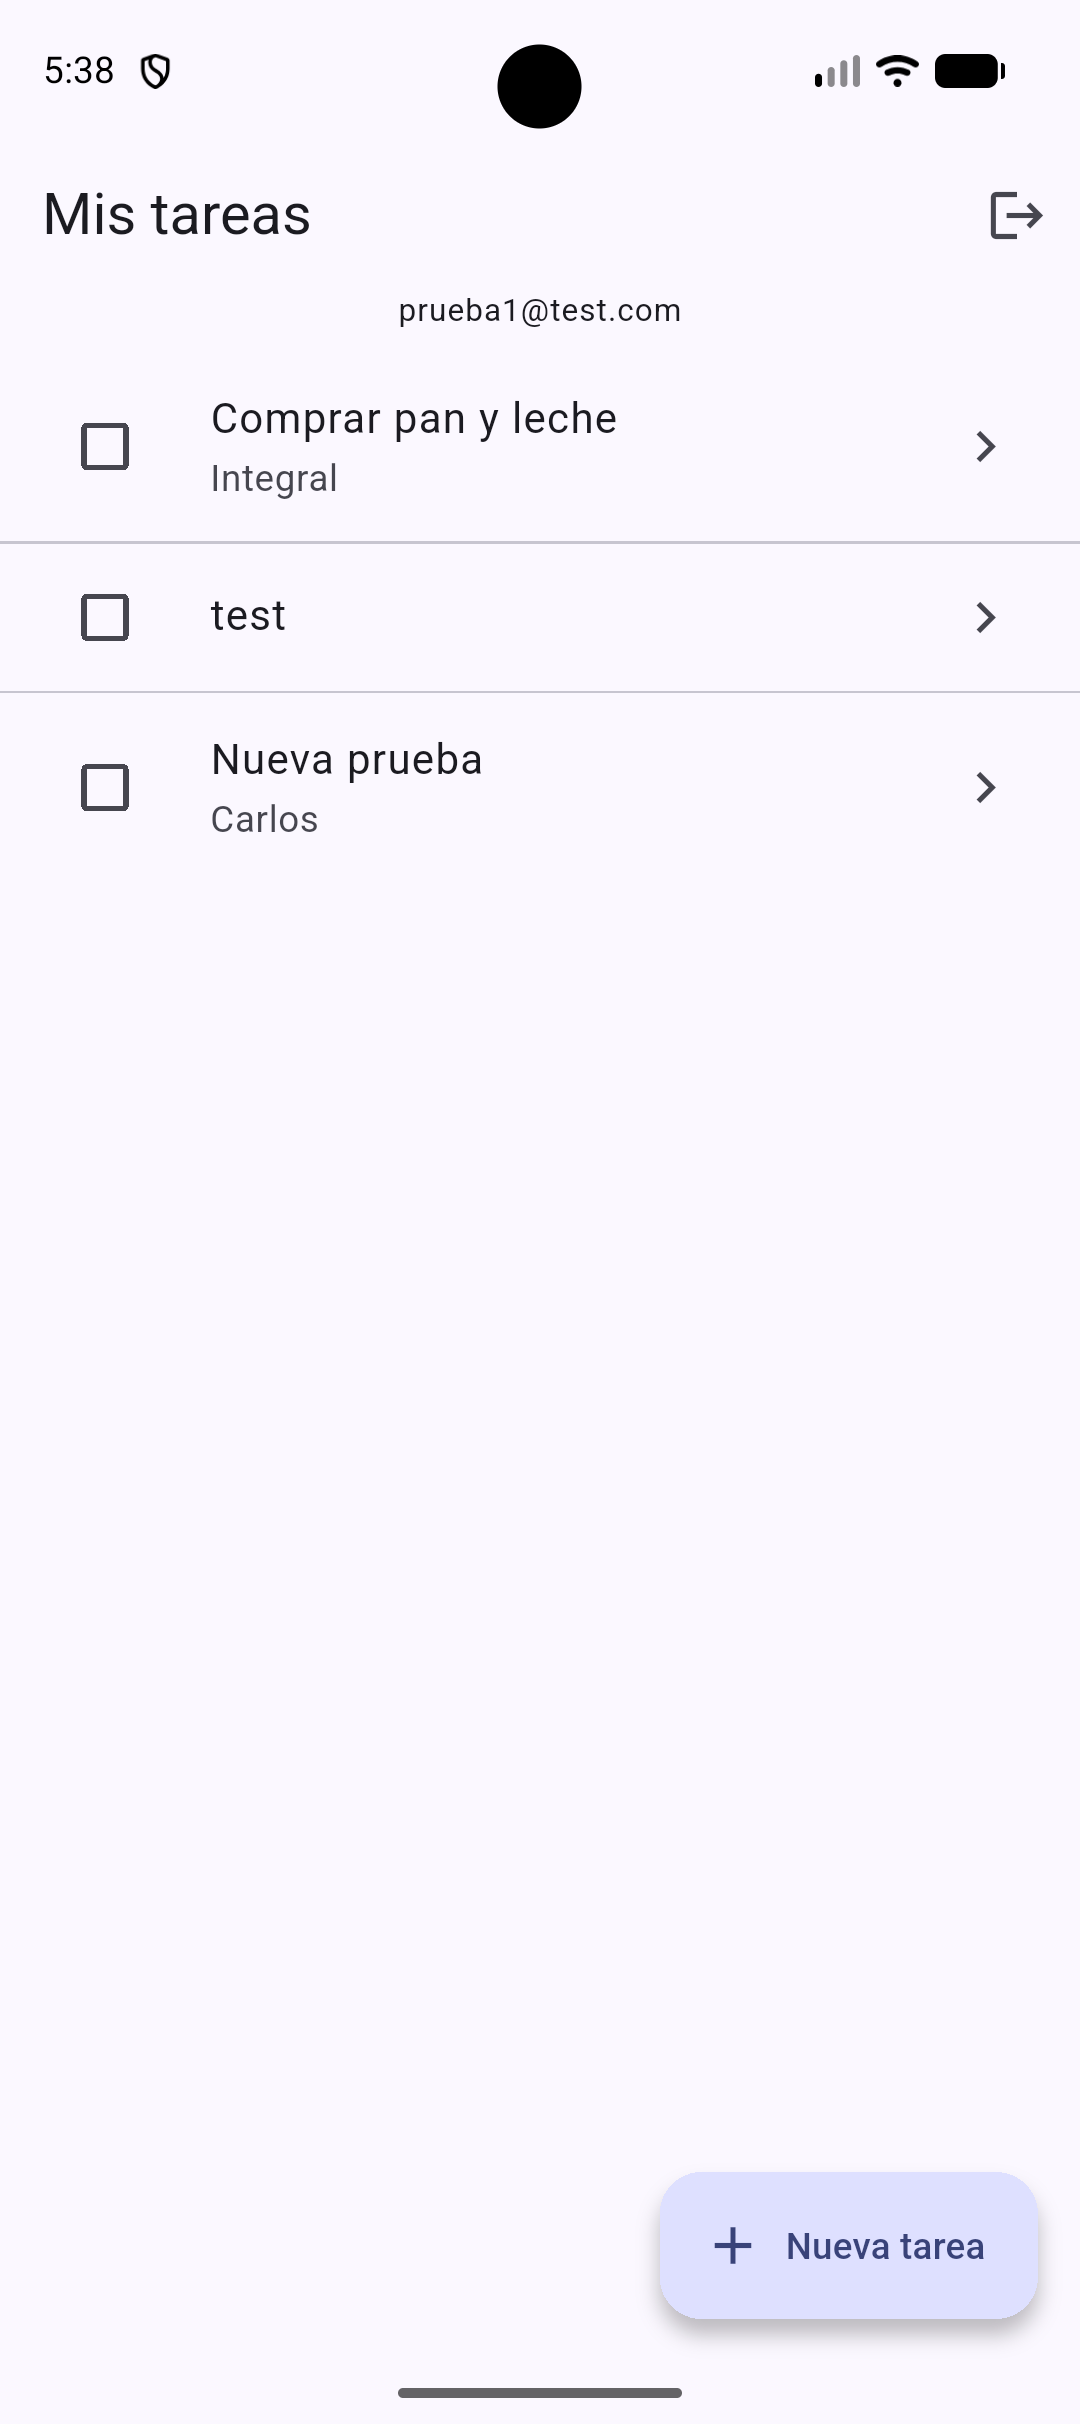 5:38
Mis tareas
prueba1@test.com
Comprar pan y leche
Integral
test
Nueva prueba
Carlos
Nueva tarea